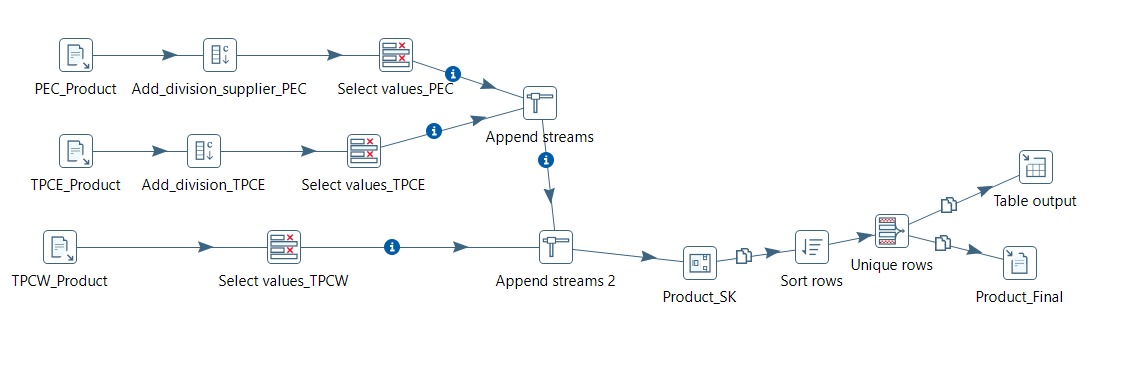 PEC_Product
Add_division_supplier_PEC
Select values_PEC
Append streams
TPCE_Product
Add_division_TPCE
Select values_TPCE
TPCW_Product
Select values_TPCW
Append streams 2
Product_SK
Sort rows
Unique rows
Table output
Product_Final